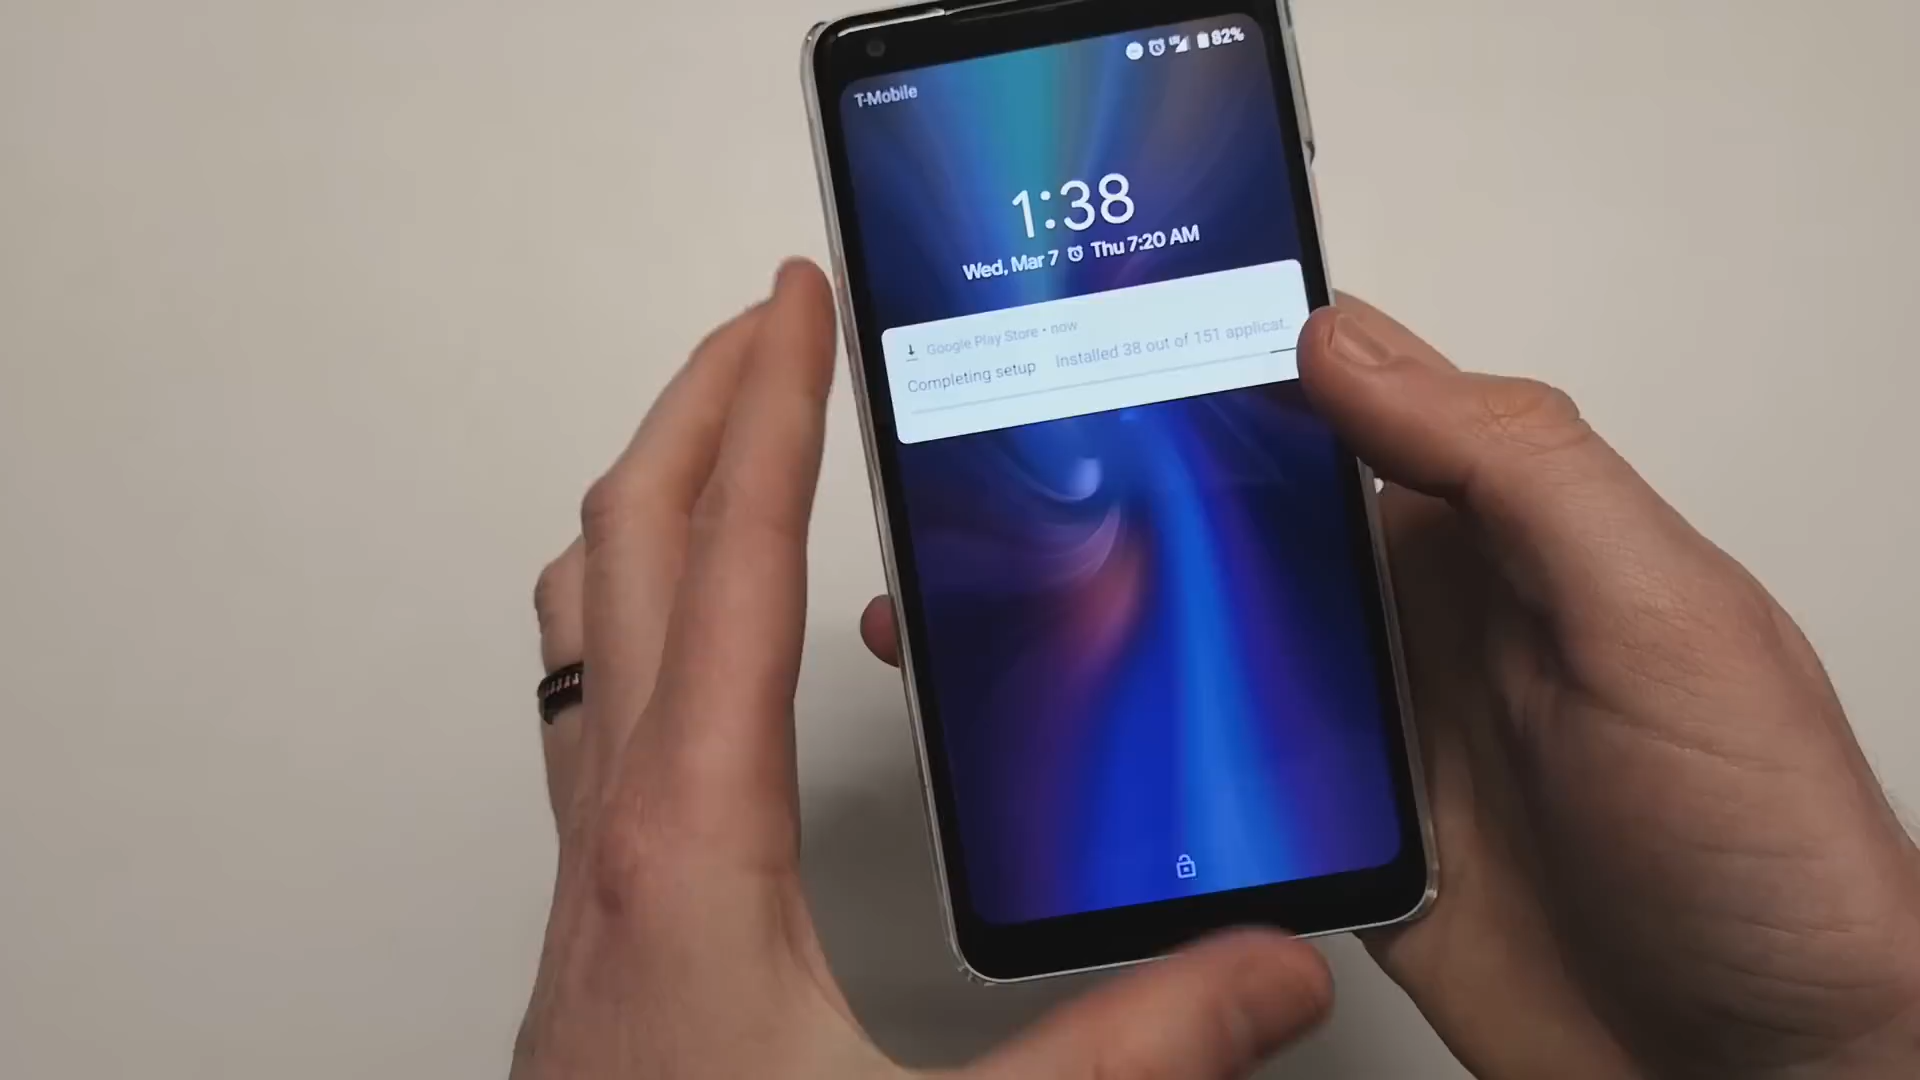 82%
T-Mobile
1:38
Wed, Mar 7 Thu 7:20 AM
Google Play Store • now
Completing setup Installed 38 out of 151 applicat...